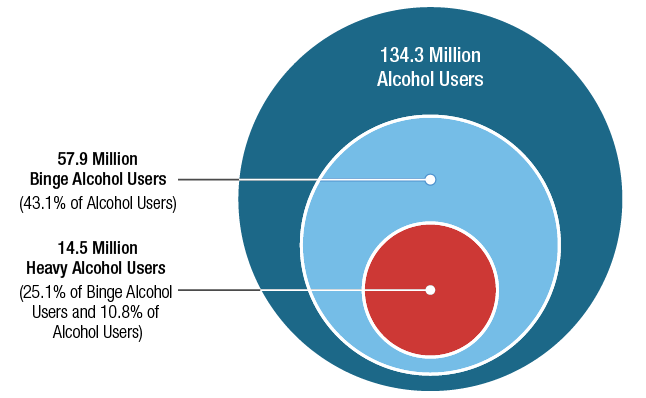 134.3 Million
Alcohol Users
57.9 Million
Binge Alcohol Users
(43.1% of Alcohol Users)
14.5 Million
Heavy Alcohol Users
(25.1% of Binge Alcohol
Users and 10.8% of
Alcohol Users)